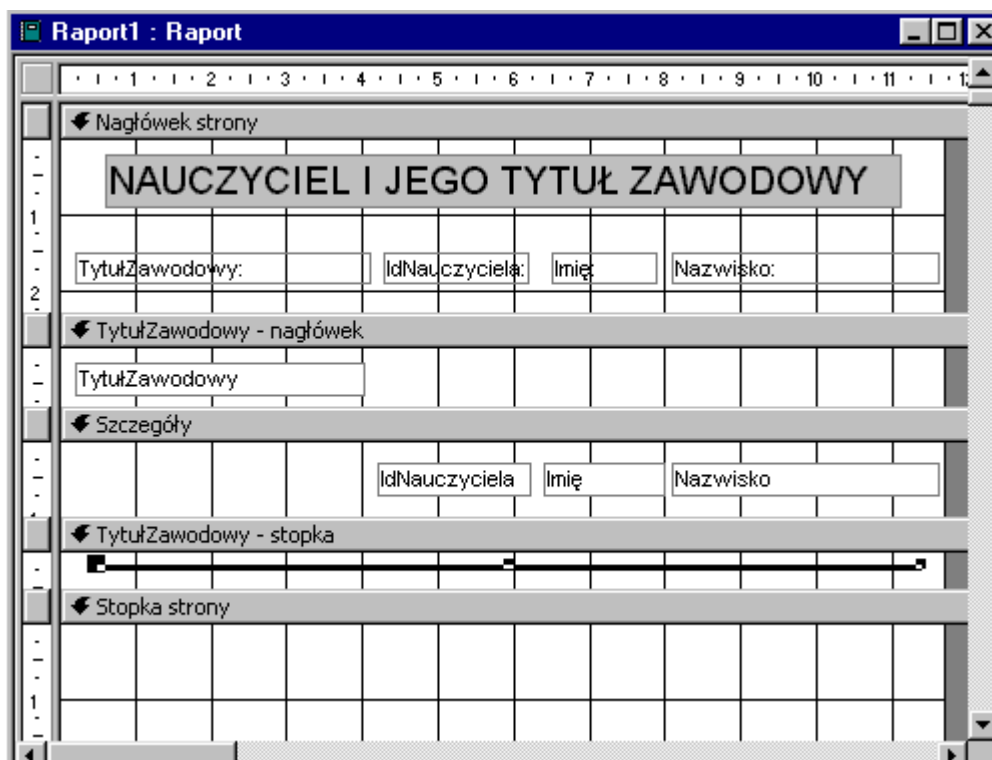 Raport1 : Raport
1 2 3 4 5 6 7 8 9 10 11
Nagłówek strony
NAUCZYCIEL I JEGO TYTUŁ ZAWODOWY
1
TytułZawodowy: IdNauczyciela: Imię: Nazwisko:
2
TytułZawodowy - nagłówek
TytułZawodowy
Szczegóły
IdNauczyciela Imię Nazwisko
TytułZawodowy - stopka
Stopka strony
1